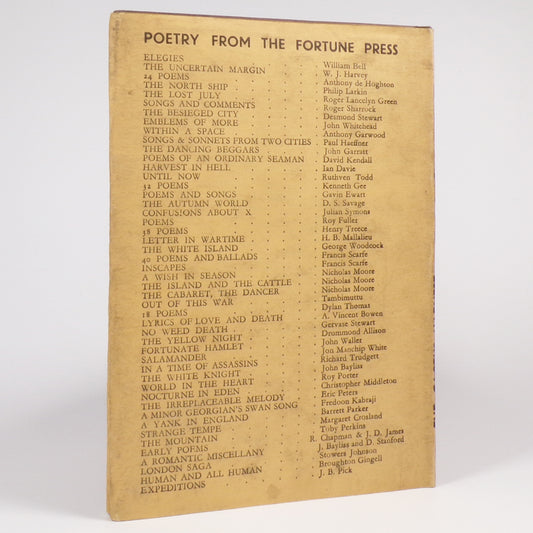 POETRY FROM THE FORTUNE PRESS
ELEGIES . . . . William Bell
THE UNCERTAIN MARGIN . . . . W. J. Harvey
24 POEMS . . . . Anthony de Hoghton
THE NORTH SHIP . . . . Philip Larkin
THE LOST JULY . . . . Roger Lancelyn Green
SONGS AND COMMENTS . . . . Roger Sharrock
THE BESIEGED CITY . . . . Desmond Stewart
EMBLEMS OF MORE . . . . John Whitehead
WITHIN A SPACE . . . . Anthony Garwood
SONGS & SONNETS FROM TWO CITIES . Paul Haeffner
THE DANCING BEGGARS . . . . John Garratt
POEMS OF AN ORDINARY SEAMAN . . . David Kendall
HARVEST IN HELL . . . . Ian Davie
UNTIL NOW . . . . Ruthven Todd
32 POEMS . . . . Kenneth Gee
POEMS AND SONGS . . . . Gavin Ewart
THE AUTUMN WORLD . . . . D. S. Savage
CONFUSIONS ABOUT X . . . . Julian Symons
POEMS . . . . Roy Fuller
38 POEMS . . . . Henry Treece
LETTER IN WARTIME . . . . H. B. Mallalieu
THE WHITE ISLAND . . . . George Woodcock
40 POEMS AND BALLADS . . . . Francis Scarfe
INSCAPES . . . . Francis Scarfe
A WISH IN SEASON . . . . Nicholas Moore
THE ISLAND AND THE CATTLE . . . . Nicholas Moore
THE CABARET, THE DANCER . . . . Nicholas Moore
OUT OF THIS WAR . . . . Tambimuttu
18 POEMS . . . . Dylan Thomas
LYRICS OF LOVE AND DEATH . . . . A. Vincent Bowen
NO WEED DEATH . . . . Gervase Stewart
THE YELLOW NIGHT . . . . Drummond Allison
FORTUNATE HAMLET . . . . John Waller
SALAMANDER . . . . Jon Manchip White
IN A TIME OF ASSASSINS . . . . Richard Trudgett
THE WHITE KNIGHT . . . . John Bayliss
WORLD IN THE HEART . . . . Roy Porter
NOCTURNE IN EDEN . . . . Christopher Middleton
THE IRREPLACEABLE MELODY . . . . Eric Peters
A MINOR GEORGIAN'S SWAN SONG . . . Fredoon Kabraji
A YANK IN ENGLAND . . . . Barrett Parker
STRANGE TEMPE . . . . Margaret Crosland
THE MOUNTAIN . . . . Toby Perkins
EARLY POEMS . . . . R. Chapman & J. D. James
A ROMANTIC MISCELLANY . . . . J. Bayliss and D. Stanford
LONDON SAGA . . . . Stowers Johnson
HUMAN AND ALL HUMAN . . . . Broughton Gingell
EXPEDITIONS . . . . J. B. Pick